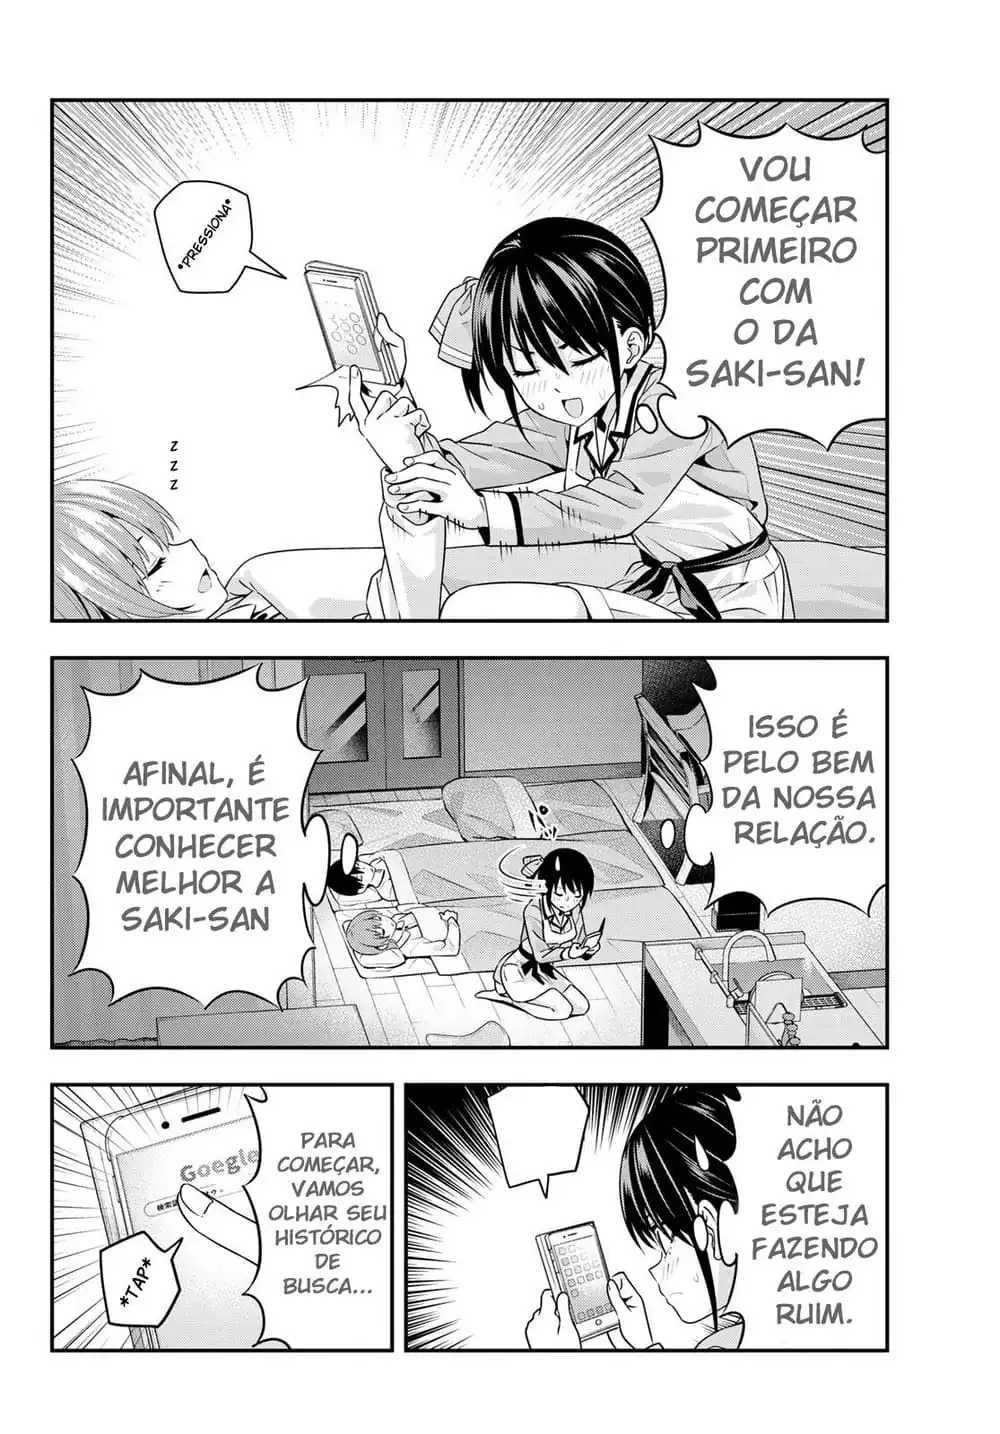 VOU
COMEÇAR
PRIMEIRO
COM
O DA
SAKI-SAN!
*PRESSIONA*
Z
Z
Z
ISSO É
PELO BEM
DA NOSSA
RELAÇÃO.
AFINAL, É
IMPORTANTE
CONHECER
MELHOR A
SAKI-SAN
NÃO
ACHO QUE
ESTEJA
FAZENDO
ALGO
RUIM.
PARA
COMEÇAR,
VAMOS
OLHAR SEU
HISTÓRICO
DE
BUSCA...
Goegle
*TAP*